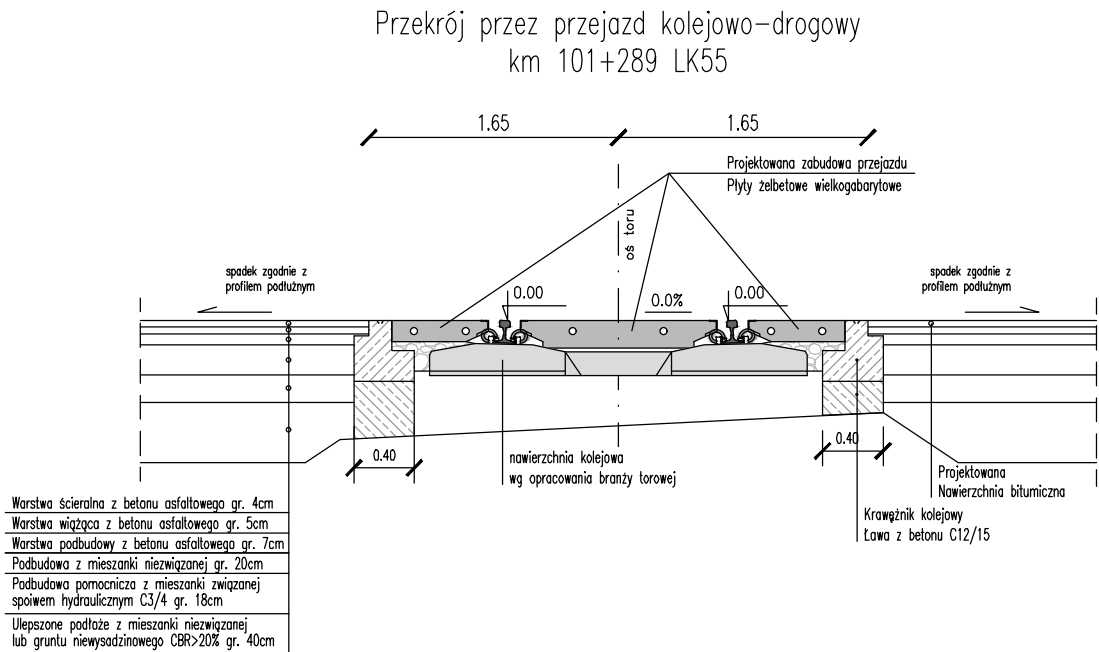 Przekrój przez przejazd kolejowo-drogowy
km 101+289 LK55
1.65
1.65
Projektowana zabudowa przejazdu
Płyty żelbetowe wielkogabarytowe
oś toru
spadek zgodnie z
profilem podłużnym
0.00
0.0%
0.00
spadek zgodnie z
profilem podłużnym
0.40
0.40
nawierzchnia kolejowa
wg opracowania branży torowej
Projektowana
Nawierzchnia bitumiczna
Krawężnik kolejowy
Ława z betonu C12/15
Warstwa ścieralna z betonu asfaltowego gr. 4cm
Warstwa wiążąca z betonu asfaltowego gr. 5cm
Warstwa podbudowy z betonu asfaltowego gr. 7cm
Podbudowa z mieszanki niezwiązanej gr. 20cm
Podbudowa pomocnicza z mieszanki związanej
spoiwem hydraulicznym C3/4 gr. 18cm
Ulepszone podłoże z mieszanki niezwiązanej
lub gruntu niewysadzinowego CBR>20% gr. 40cm